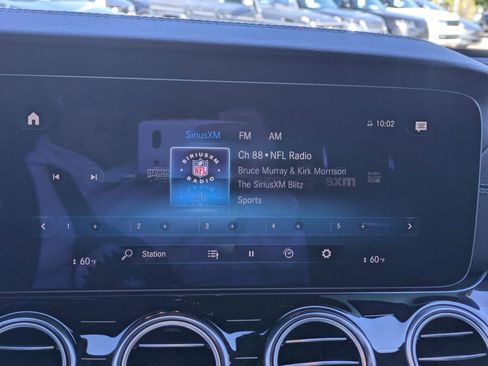 10:02
SiriusXM FM AM
SIRIUSXM
NFL
RADIO
Ch 88 • NFL Radio
Bruce Murray & Kirk Morrison
The SiriusXM Blitz
Sports
sxm
1 + 2 + 3 + 4 + 5 +
Station
60°F
60°F